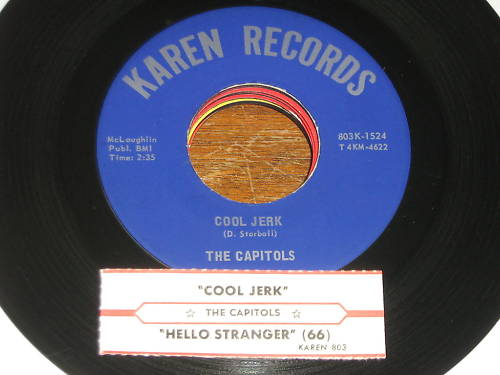 KAREN RECORDS
McLaughlin
Publ. BMI
Time: 2:35
803K-1524
T 4KM-4622
COOL JERK
(D. Storball)
THE CAPITOLS
"COOL JERK"
☆ THE CAPITOLS ☆
"HELLO STRANGER" (66)
KAREN 803